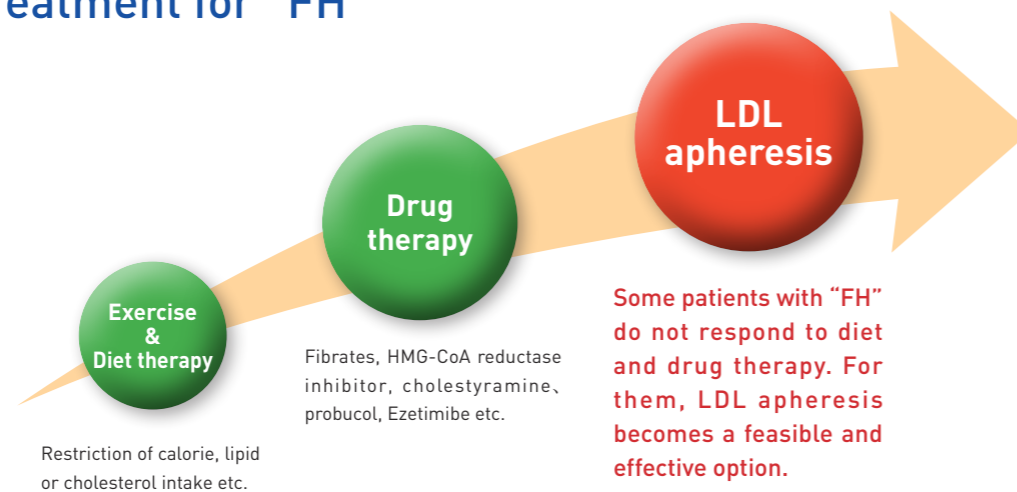 eatment for "FH
LDL
apheresis
Drug
therapy
Exercise
&
Diet therapy
Some patients with “FH”
do not respond to diet
and drug therapy. For
them, LDL apheresis
becomes a feasible and
effective option.
Fibrates, HMG-CoA reductase
inhibitor, cholestyramine、
probucol, Ezetimibe etc.
Restriction of calorie, lipid
or cholesterol intake etc.